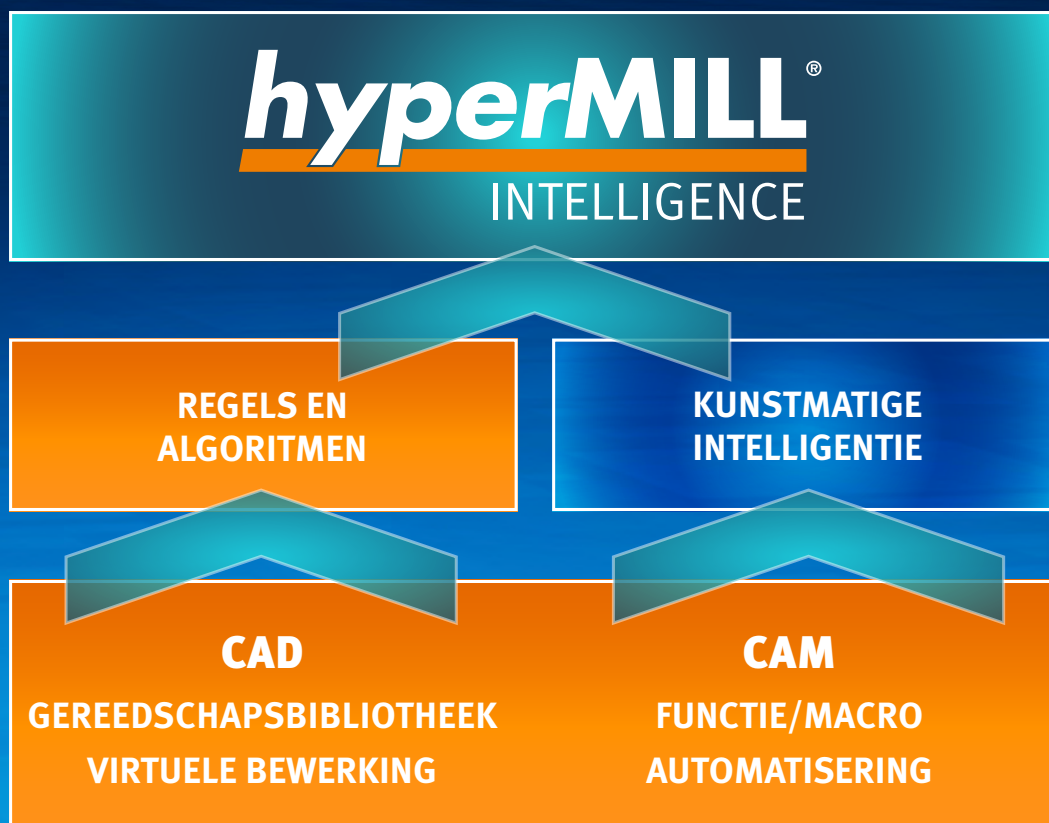 hyperMILL®
INTELLIGENCE
REGELS EN
ALGORITMEN
KUNSTMATIGE
INTELLIGENTIE
CAD
GEREEDSCHAPSBIBLIOTHEEK
VIRTUELE BEWERKING
CAM
FUNCTIE/MACRO
AUTOMATISERING